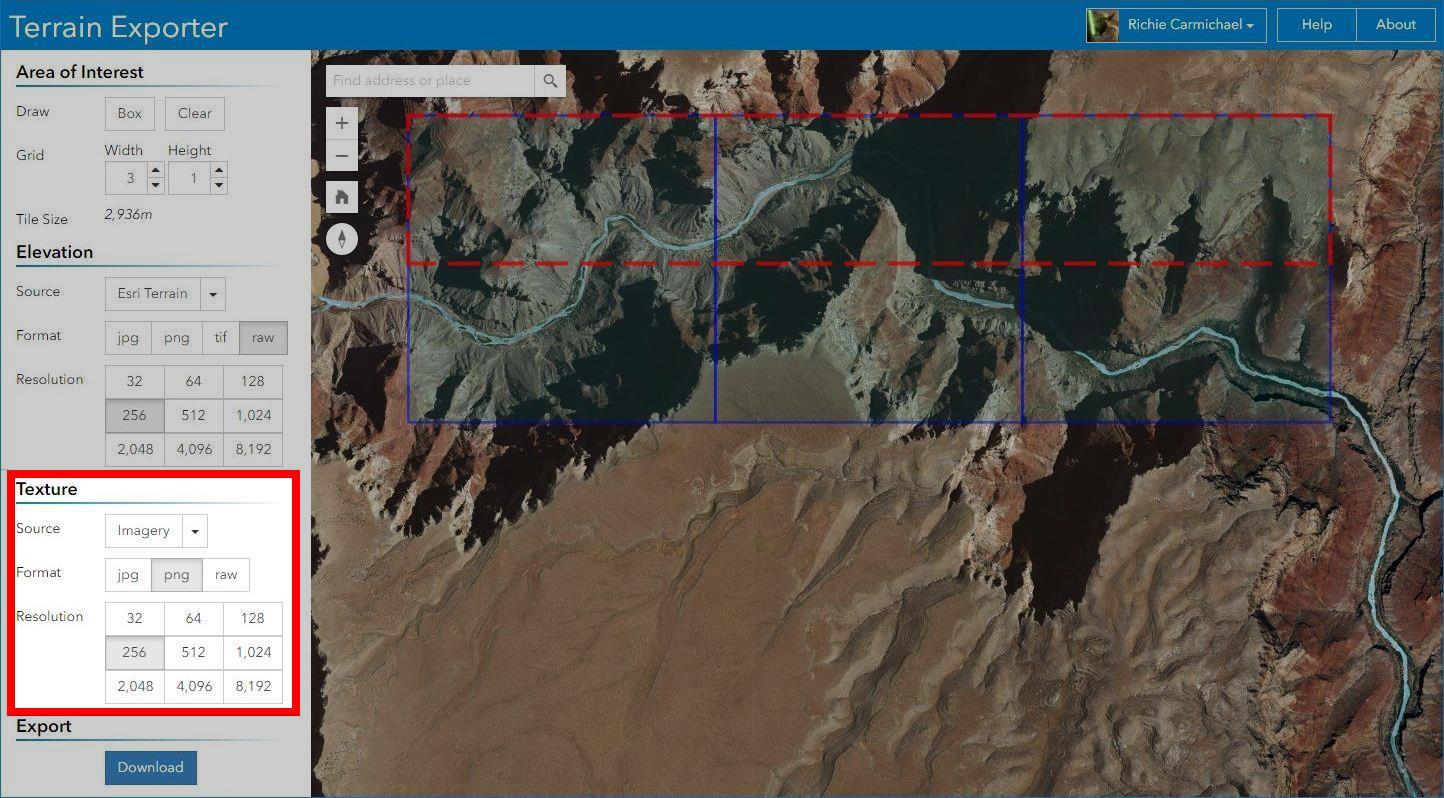 Terrain Exporter
Richie Carmichael
Help
About
Area of Interest
Draw
Box
Clear
Grid
Width
Height
3
1
Tile Size
2,936m
Elevation
Source
Esri Terrain
Format
jpg
png
tif
raw
Resolution
32
64
128
256
512
1,024
2,048
4,096
8,192
Texture
Source
Imagery
Format
jpg
png
raw
Resolution
32
64
128
256
512
1,024
2,048
4,096
8,192
Export
Download
Find address or place
+
−